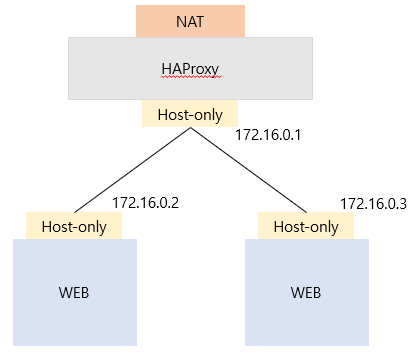 NAT
HAProxy
Host-only
172.16.0.1
172.16.0.2
172.16.0.3
Host-only
Host-only
WEB
WEB